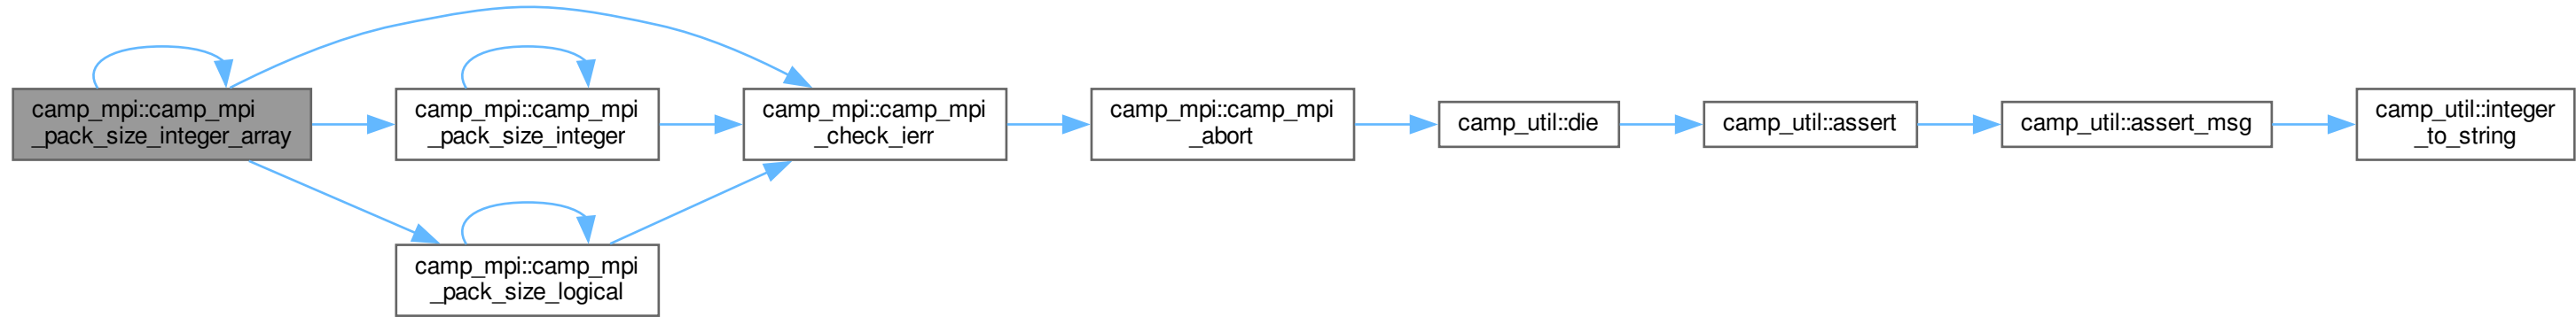 camp_mpi::camp_mpi
_pack_size_integer_array
camp_mpi::camp_mpi
_pack_size_integer
camp_mpi::camp_mpi
_pack_size_logical
camp_mpi::camp_mpi
_check_ierr
camp_mpi::camp_mpi
_abort
camp_util::die
camp_util::assert
camp_util::assert_msg
camp_util::integer
_to_string